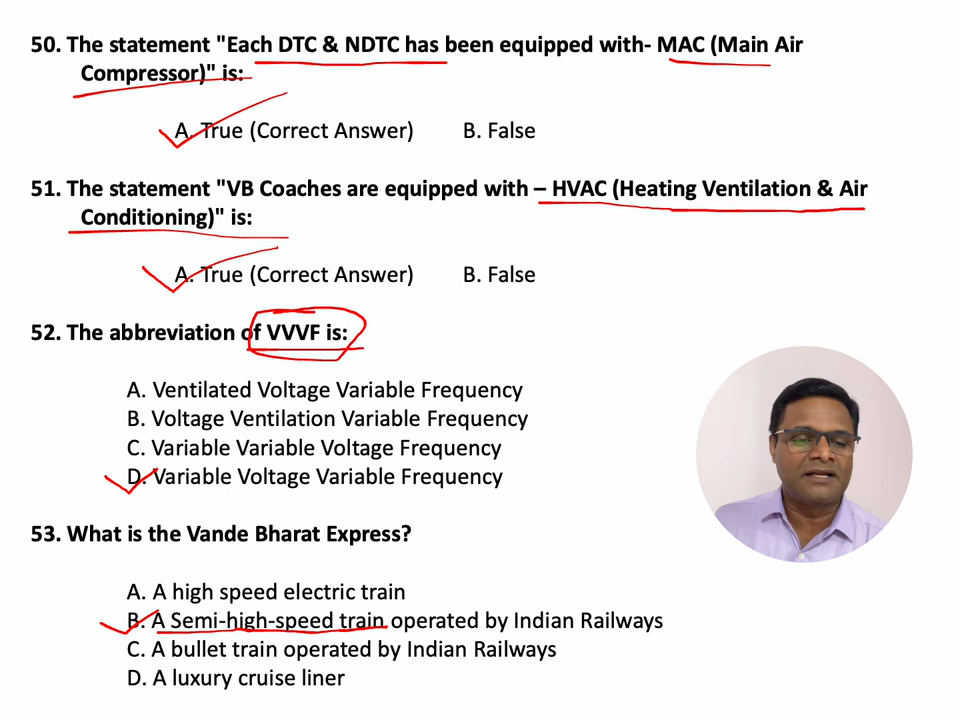 50. The statement "Each DTC & NDTC has been equipped with- MAC (Main Air
Compressor)" is:
A. True (Correct Answer) B. False
51. The statement "VB Coaches are equipped with – HVAC (Heating Ventilation & Air
Conditioning)" is:
A. True (Correct Answer) B. False
52. The abbreviation of VVVF is:
A. Ventilated Voltage Variable Frequency
B. Voltage Ventilation Variable Frequency
C. Variable Variable Voltage Frequency
D. Variable Voltage Variable Frequency
53. What is the Vande Bharat Express?
A. A high speed electric train
B. A Semi-high-speed train operated by Indian Railways
C. A bullet train operated by Indian Railways
D. A luxury cruise liner